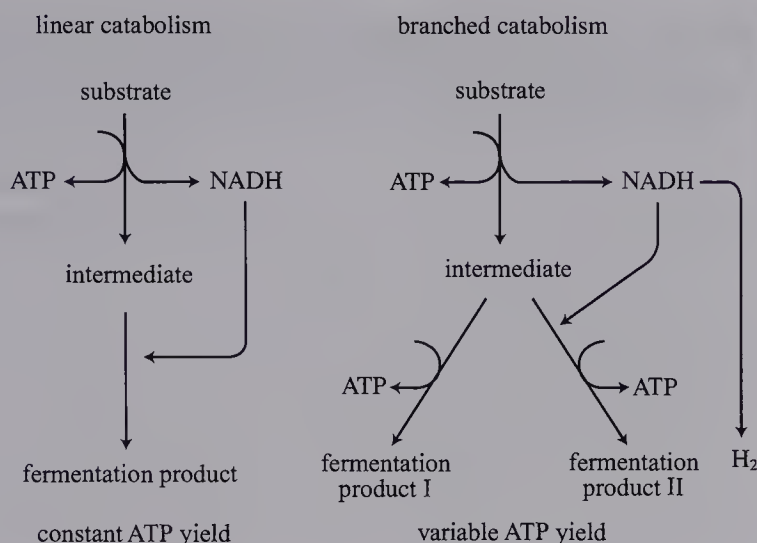 linear catabolism
substrate
ATP
NADH
intermediate
fermentation product
constant ATP yield
branched catabolism
substrate
ATP
NADH
intermediate
ATP
ATP
fermentation
product I
fermentation
product II
H₂
variable ATP yield